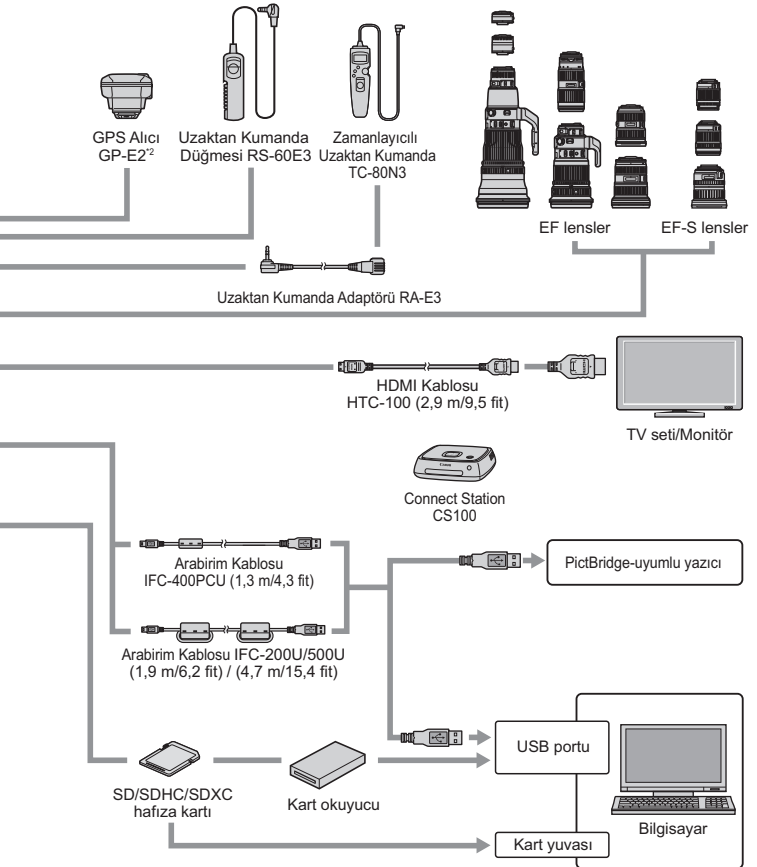 GPS Alıcı
GP-E2*2
Uzaktan Kumanda
Düğmesi RS-60E3
Zamanlayıcılı
Uzaktan Kumanda
TC-80N3
EF lensler
EF-S lensler
Uzaktan Kumanda Adaptörü RA-E3
HDMI Kablosu
HTC-100 (2,9 m/9,5 fit)
TV seti/Monitör
Canon
Connect Station
CS100
Arabirim Kablosu
IFC-400PCU (1,3 m/4,3 fit)
PictBridge-uyumlu yazıcı
Arabirim Kablosu IFC-200U/500U
(1,9 m/6,2 fit) / (4,7 m/15,4 fit)
USB portu
SD/SDHC/SDXC
hafıza kartı
Kart okuyucu
Bilgisayar
Kart yuvası